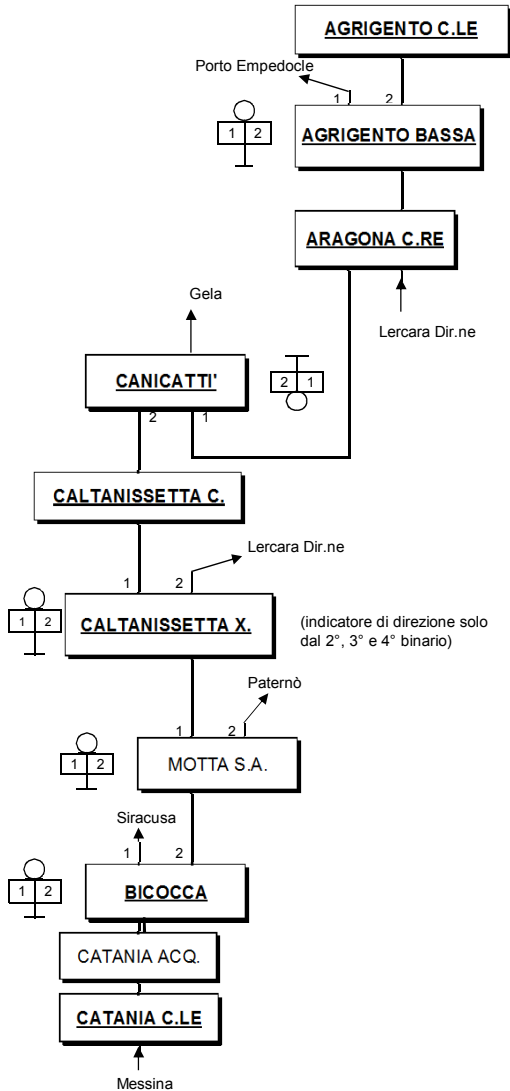 AGRIGENTO C.LE
Porto Empedocle
1 2
1 2
AGRIGENTO BASSA
ARAGONA C.RE
Lercara Dir.ne
Gela
CANICATTI'
2 1
2 1
CALTANISSETTA C.
Lercara Dir.ne
1 2
1 2
CALTANISSETTA X.
(indicatore di direzione solo
dal 2°, 3° e 4° binario)
Paternò
1 2
1 2
MOTTA S.A.
Siracusa
1 2
1 2
BICOCCA
CATANIA ACQ.
CATANIA C.LE
Messina